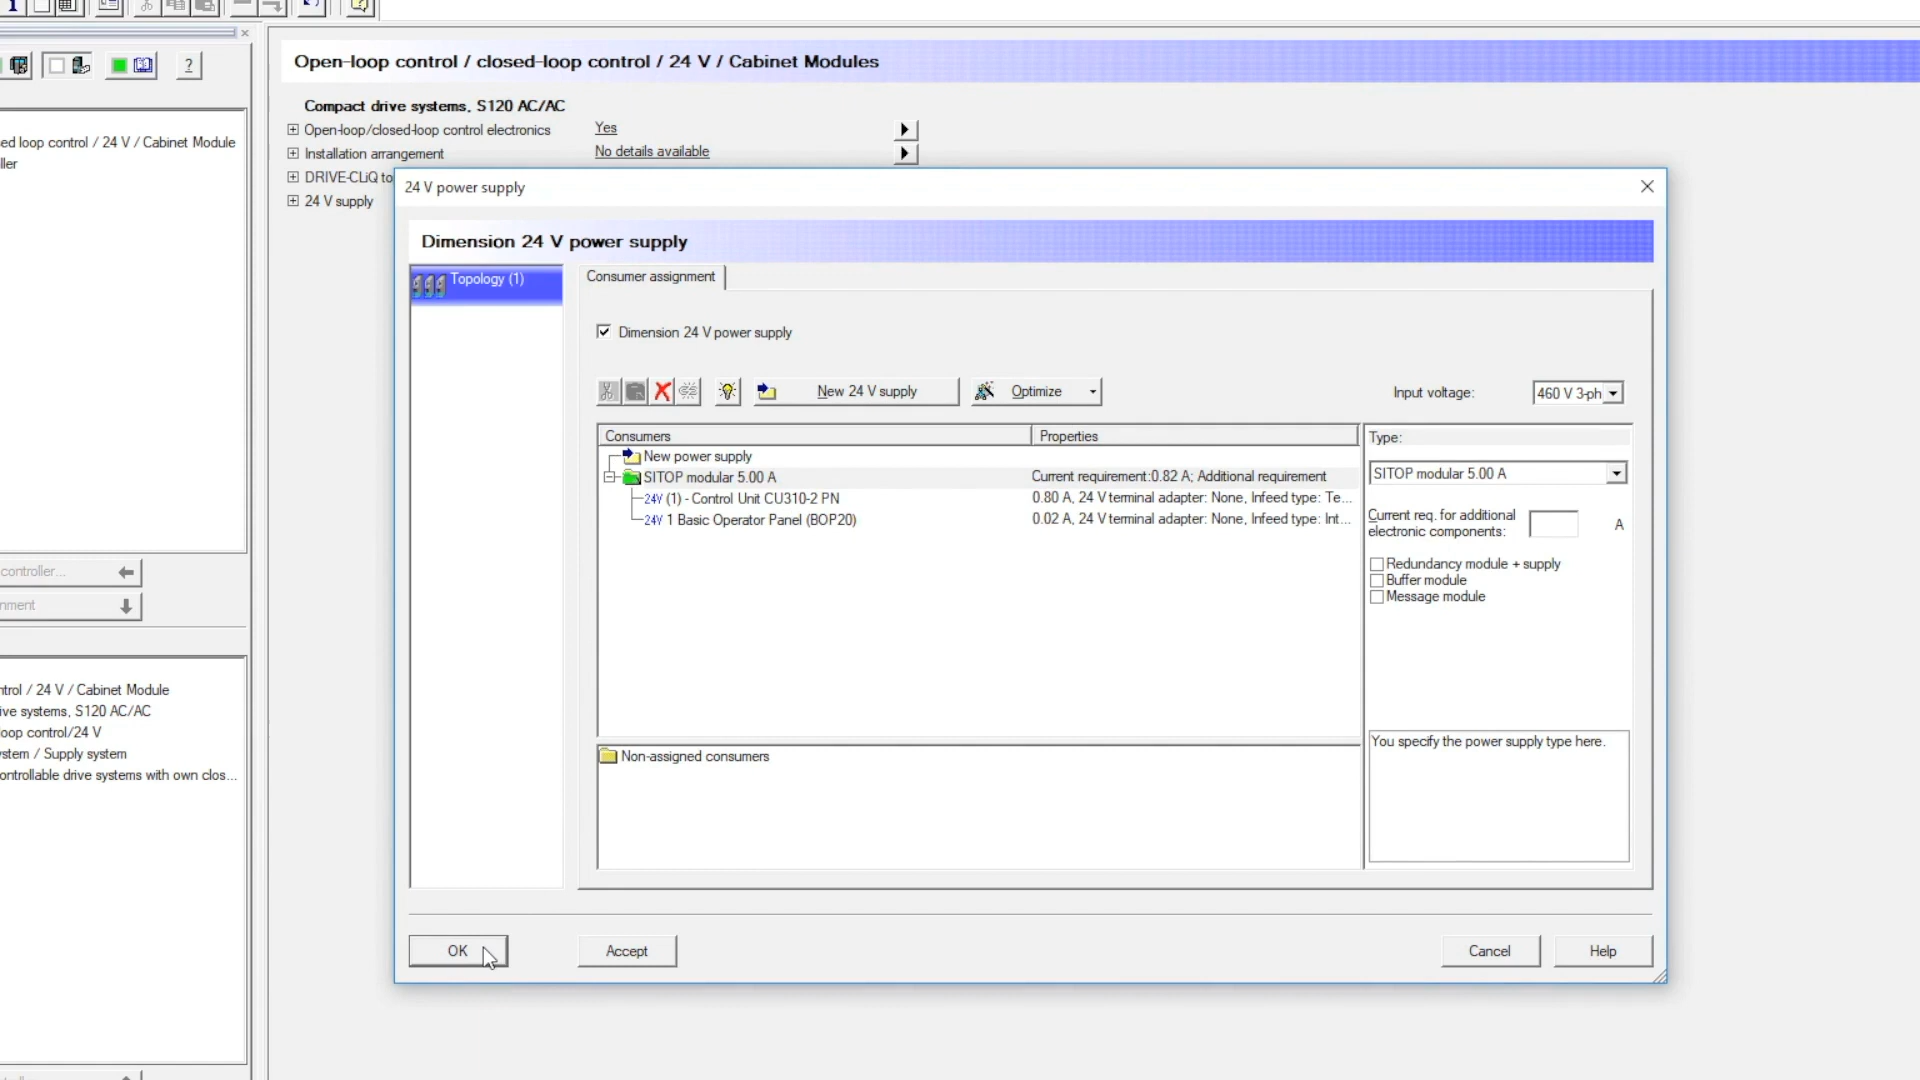 Open-loop control / closed-loop control / 24 V / Cabinet Modules
?
Compact drive systems, S120 AC/AC
Open-loop/closed-loop control electronics Yes
Installation arrangement No details available
DRIVE-CLiQ to
24 V supply
ed loop control / 24 V / Cabinet Module
ller
controller...
nment
ntrol / 24 V / Cabinet Module
ive systems, S120 AC/AC
loop control/24 V
ystem / Supply system
ontrollable drive systems with own clos...
24 V power supply
Dimension 24 V power supply
Topology (1)
Consumer assignment
Dimension 24 V power supply
New 24 V supply Optimize
Input voltage: 460 V 3-ph
Consumers Properties
New power supply
SITOP modular 5.00 A Current requirement:0.82 A; Additional requirement
24V (1) - Control Unit CU310-2 PN 0.80 A, 24 V terminal adapter: None, Infeed type: Te...
24V 1 Basic Operator Panel (BOP20) 0.02 A, 24 V terminal adapter: None, Infeed type: Int...
Type:
SITOP modular 5.00 A
Current req. for additional
electronic components: A
Redundancy module + supply
Buffer module
Message module
You specify the power supply type here.
Non-assigned consumers
OK Accept Cancel Help